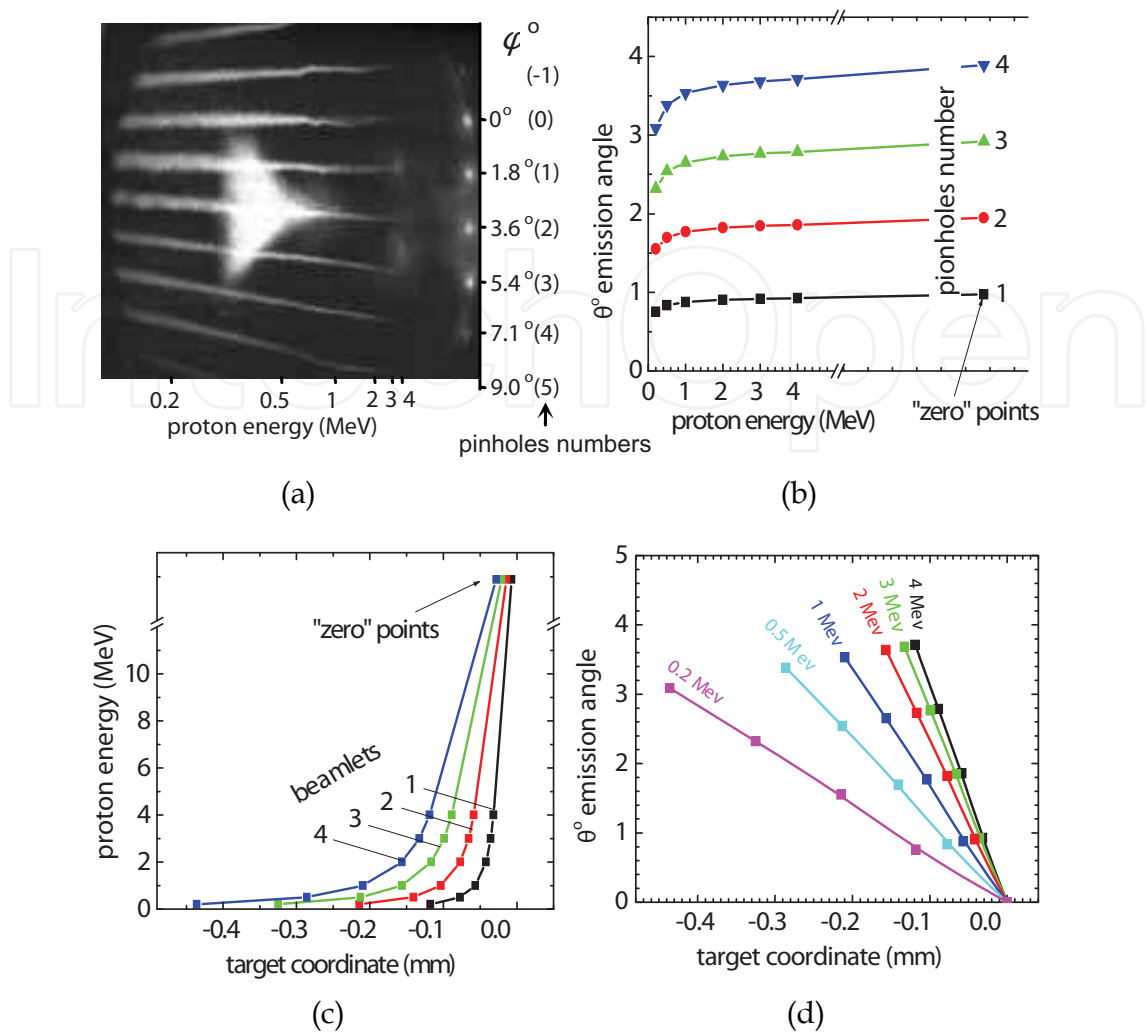 φ°
(-1)
0° (0)
1.8°(1)
3.6°(2)
5.4°(3)
7.1°(4)
9.0°(5)
0.2 0.5 1 2 3 4
proton energy (MeV)
pinholes numbers
(a)
θ° emission angle
4
3
2
1
0
0 1 2 3 4
proton energy (MeV)
pionholes number
4
3
2
1
"zero" points
(b)
IntechOpen
proton energy (MeV)
10
8
6
4
2
0
"zero" points
beamlets
1
2
3
4
-0.4 -0.3 -0.2 -0.1 0.0
target coordinate (mm)
(c)
θ° emission angle
5
4
3
2
1
0
0.2 Mev
0.5 Mev
1 Mev
2 Mev
3 Mev
4 Mev
-0.4 -0.3 -0.2 -0.1 0.0
target coordinate (mm)
(d)